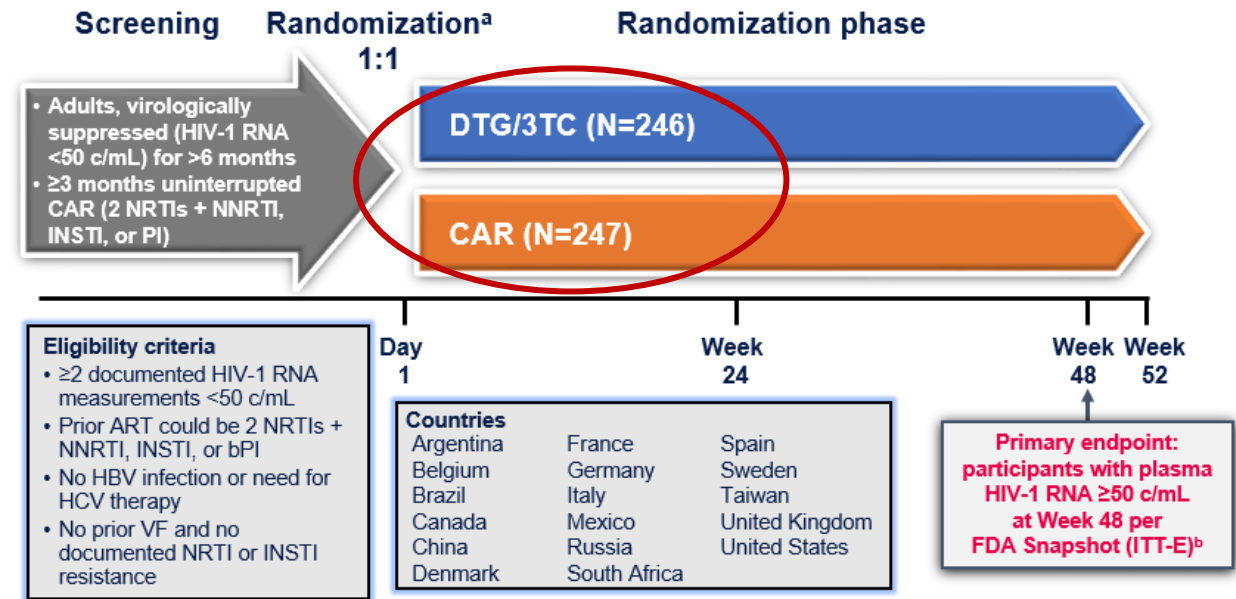 Screening
Randomizationᵃ
1:1
Randomization phase
• Adults, virologically
suppressed (HIV-1 RNA
<50 c/mL) for >6 months
• ≥3 months uninterrupted
CAR (2 NRTIs + NNRTI,
INSTI, or PI)
DTG/3TC (N=246)
CAR (N=247)
Day
1
Week
24
Week
48
Week
52
Eligibility criteria
• ≥2 documented HIV-1 RNA
measurements <50 c/mL
• Prior ART could be 2 NRTIs +
NNRTI, INSTI, or bPI
• No HBV infection or need for
HCV therapy
• No prior VF and no
documented NRTI or INSTI
resistance
Countries
Argentina
Belgium
Brazil
Canada
China
Denmark
France
Germany
Italy
Mexico
Russia
South Africa
Spain
Sweden
Taiwan
United Kingdom
United States
Primary endpoint:
participants with plasma
HIV-1 RNA ≥50 c/mL
at Week 48 per
FDA Snapshot (ITT-E)ᵇ